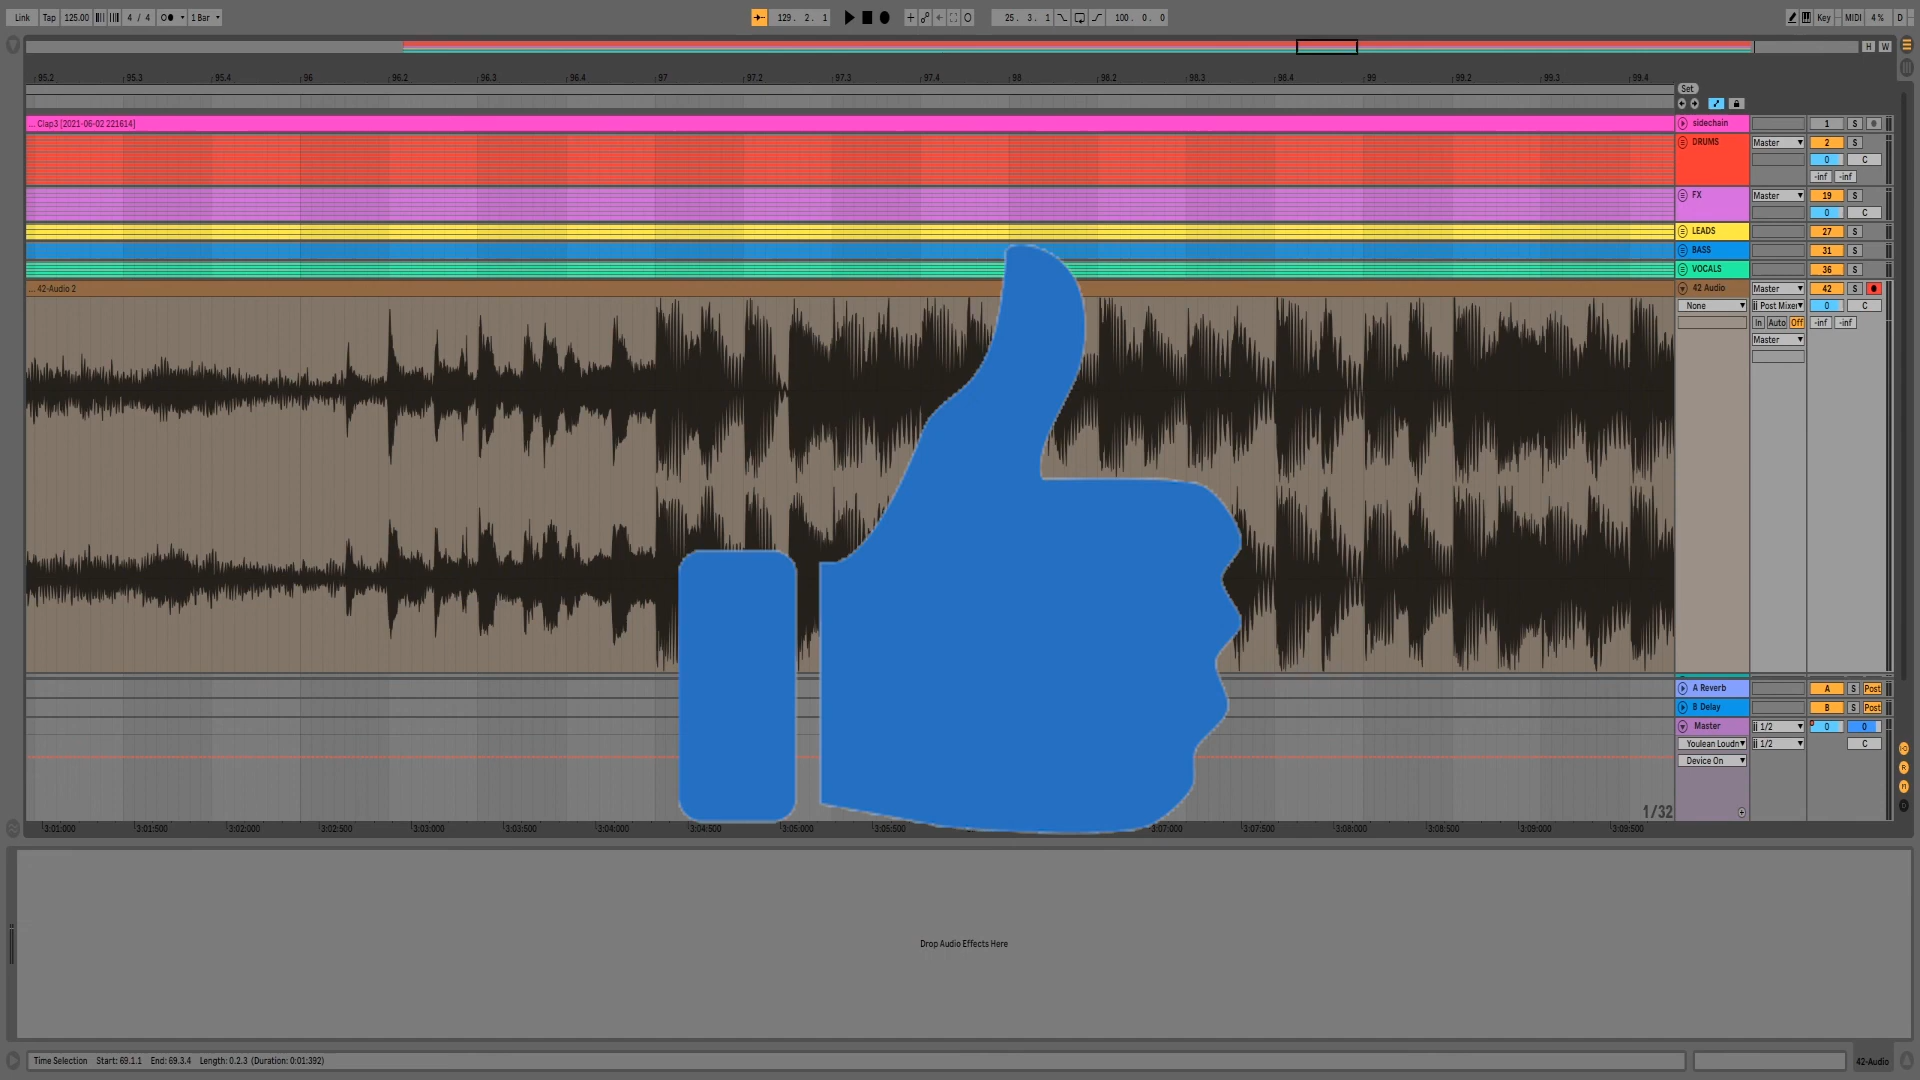 Link Tap 125.00 4 / 4 1 Bar 129. 2. 1 25. 3. 1 100. 0. 0 Key MIDI 4 % D
H W
95.2 95.3 95.4 96 96.2 96.3 96.4 97 97.2 97.3 97.4 98 98.2 98.3 98.4 99 99.2 99.3 99.4
Set
... Clap3 [2021-06-02 221614] sidechain 1 S
DRUMS Master 2 S
0 C
-inf -inf
FX Master 19 S
0 C
LEADS 27 S
BASS 31 S
VOCALS 36 S
... 42-Audio 2 42 Audio Master 42 S
None Post Mixer 0 C
In Auto Off -inf -inf
Master
A Reverb A S Post
B Delay B S Post
Master 1/2 0 0
Youlean Loudn 1/2 C
Device On
1/32
3:01:000 3:01:500 3:02:000 3:02:500 3:03:000 3:03:500 3:04:000 3:04:500 3:05:000 3:05:500 3:07:000 3:07:500 3:08:000 3:08:500 3:09:000 3:09:500
Drop Audio Effects Here
Time Selection Start: 69.1.1 End: 69.3.4 Length: 0.2.3 (Duration: 0:01:392) 42-Audio